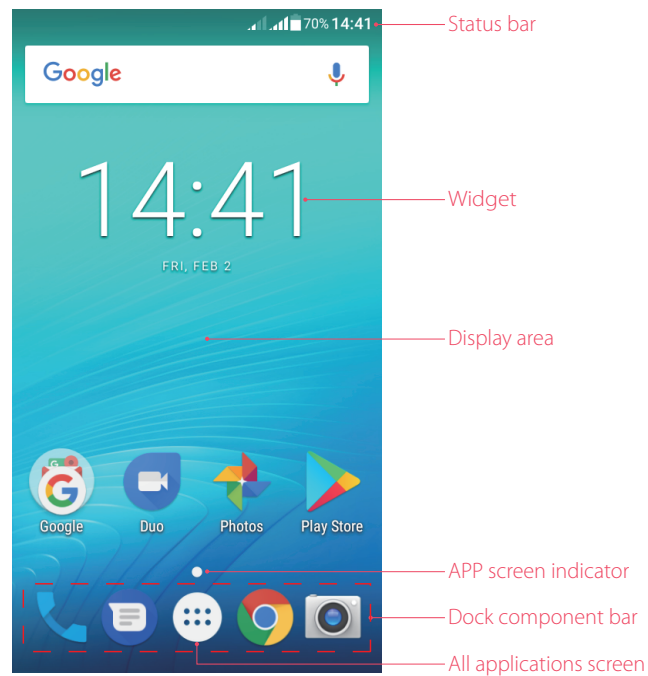 70% 14:41
Status bar
Google
14:41
Widget
FRI, FEB 2
Display area
G
G
Google
Duo
Photos
Play Store
APP screen indicator
Dock component bar
All applications screen